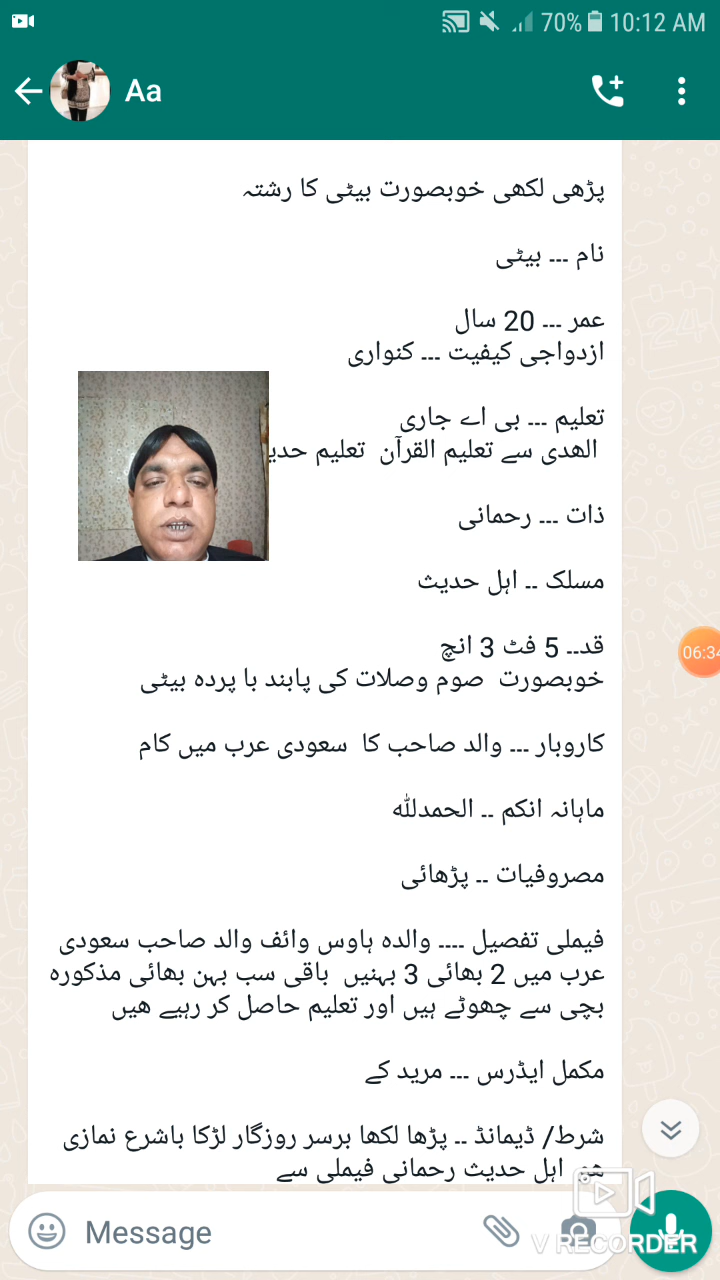 70% 10:12 AM
Aa
پڑھی لکھی خوبصورت بیٹی کا رشتہ
نام --- بیٹی
عمر --- 20 سال
ازدواجی کیفیت --- کنواری
تعلیم --- بی اے جاری
الھدی سے تعلیم القرآن تعلیم
ذات --- رحمانی
مسلک -- اہل حدیث
قد-- 5 فٹ 3 انچ
خوبصورت صوم وصلات کی پابند با پردہ بیٹی
کاروبار --- والد صاحب کا سعودی عرب میں کام
ماہانہ انکم -- الحمدللّٰہ
مصروفیات -- پڑھائی
فیملی تفصیل ---- والدہ ہاوس وائف والد صاحب سعودی
عرب میں 2 بھائی 3 بہنیں باقی سب بہن بھائی مذکورہ
بچی سے چھوٹے ہیں اور تعلیم حاصل کر رہیے ھیں
مکمل ایڈرس --- مرید کے
شرط/ ڈیمانڈ -- پڑھا لکھا برسر روزگار لڑکا باشرع نمازی
ھو اہل حدیث رحمانی فیملی سے
06:34
Message
V RECORDER